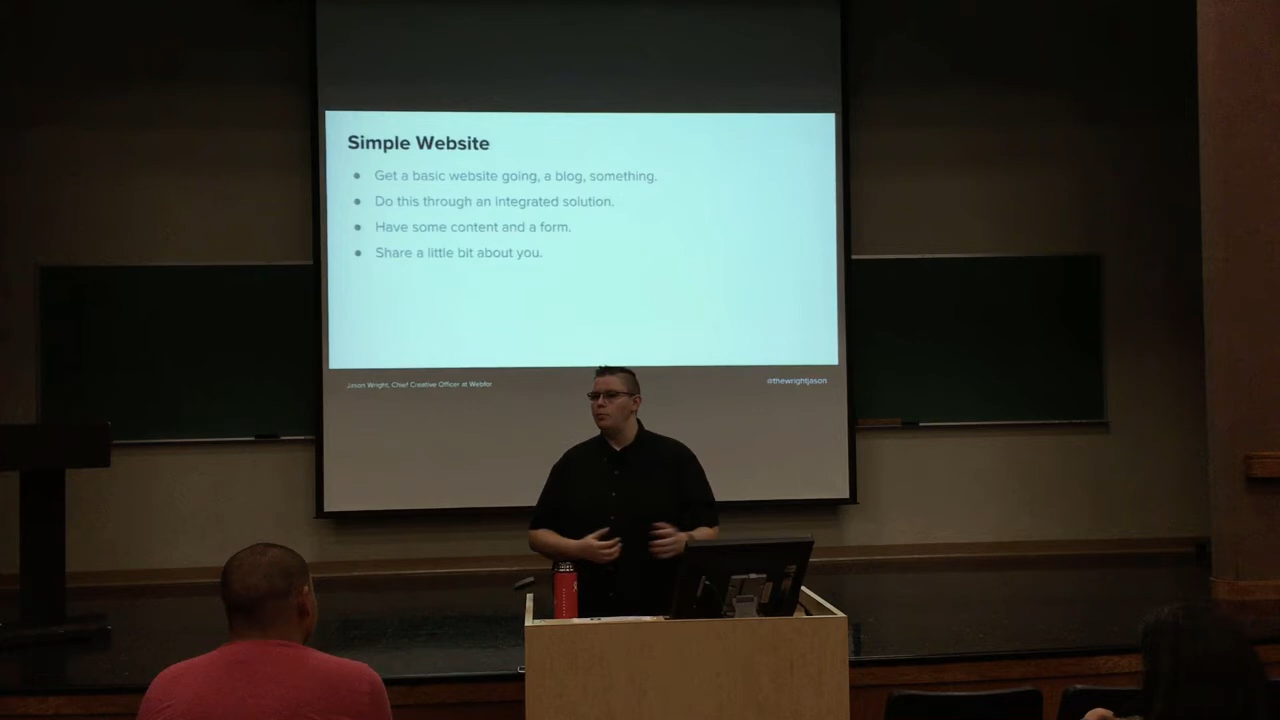 Simple Website
● Get a basic website going, a blog, something.
● Do this through an integrated solution.
● Have some content and a form.
● Share a little bit about you.
Jason Wright, Chief Creative Officer at Webfor
@thewrightjason